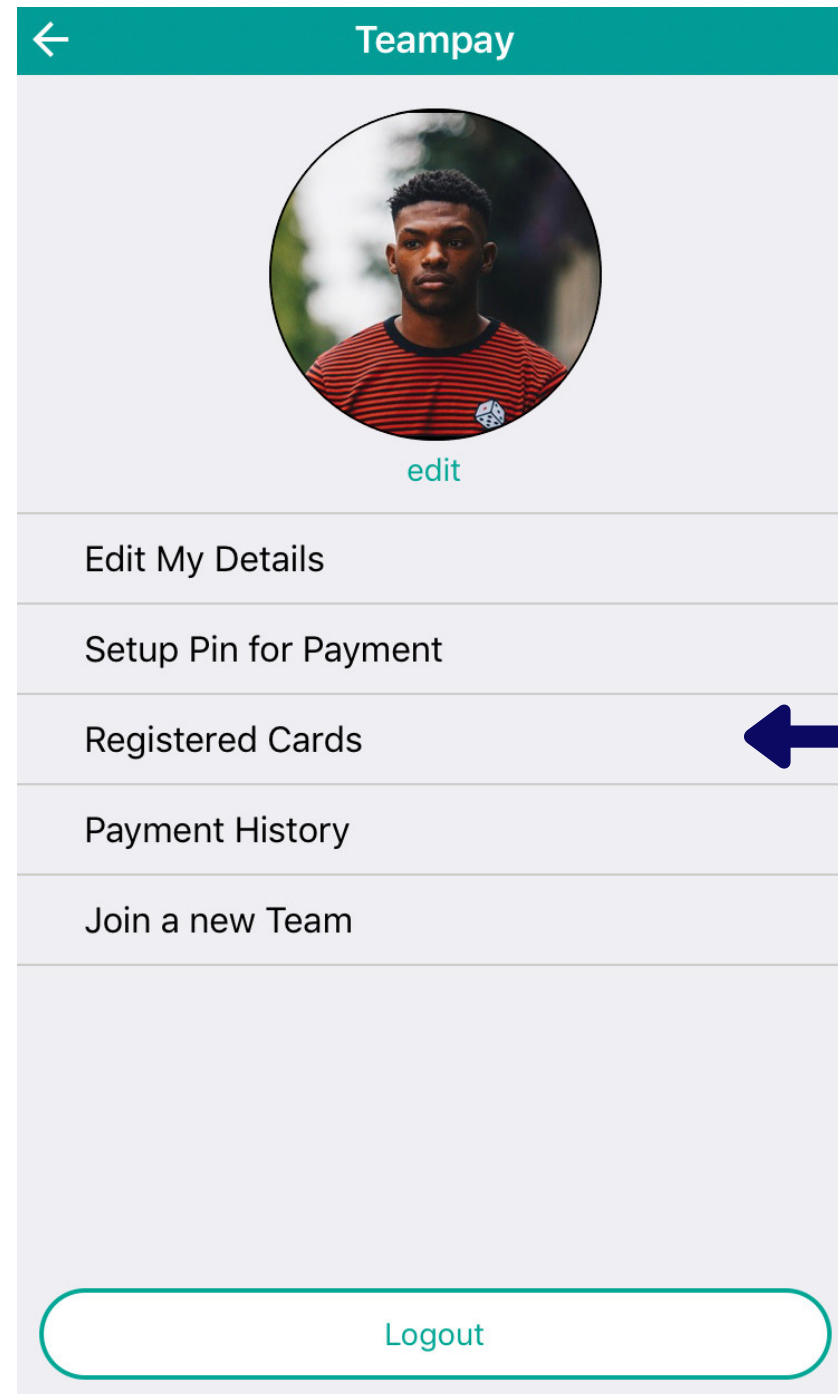 Teampay
edit
Edit My Details
Setup Pin for Payment
Registered Cards
Payment History
Join a new Team
Logout